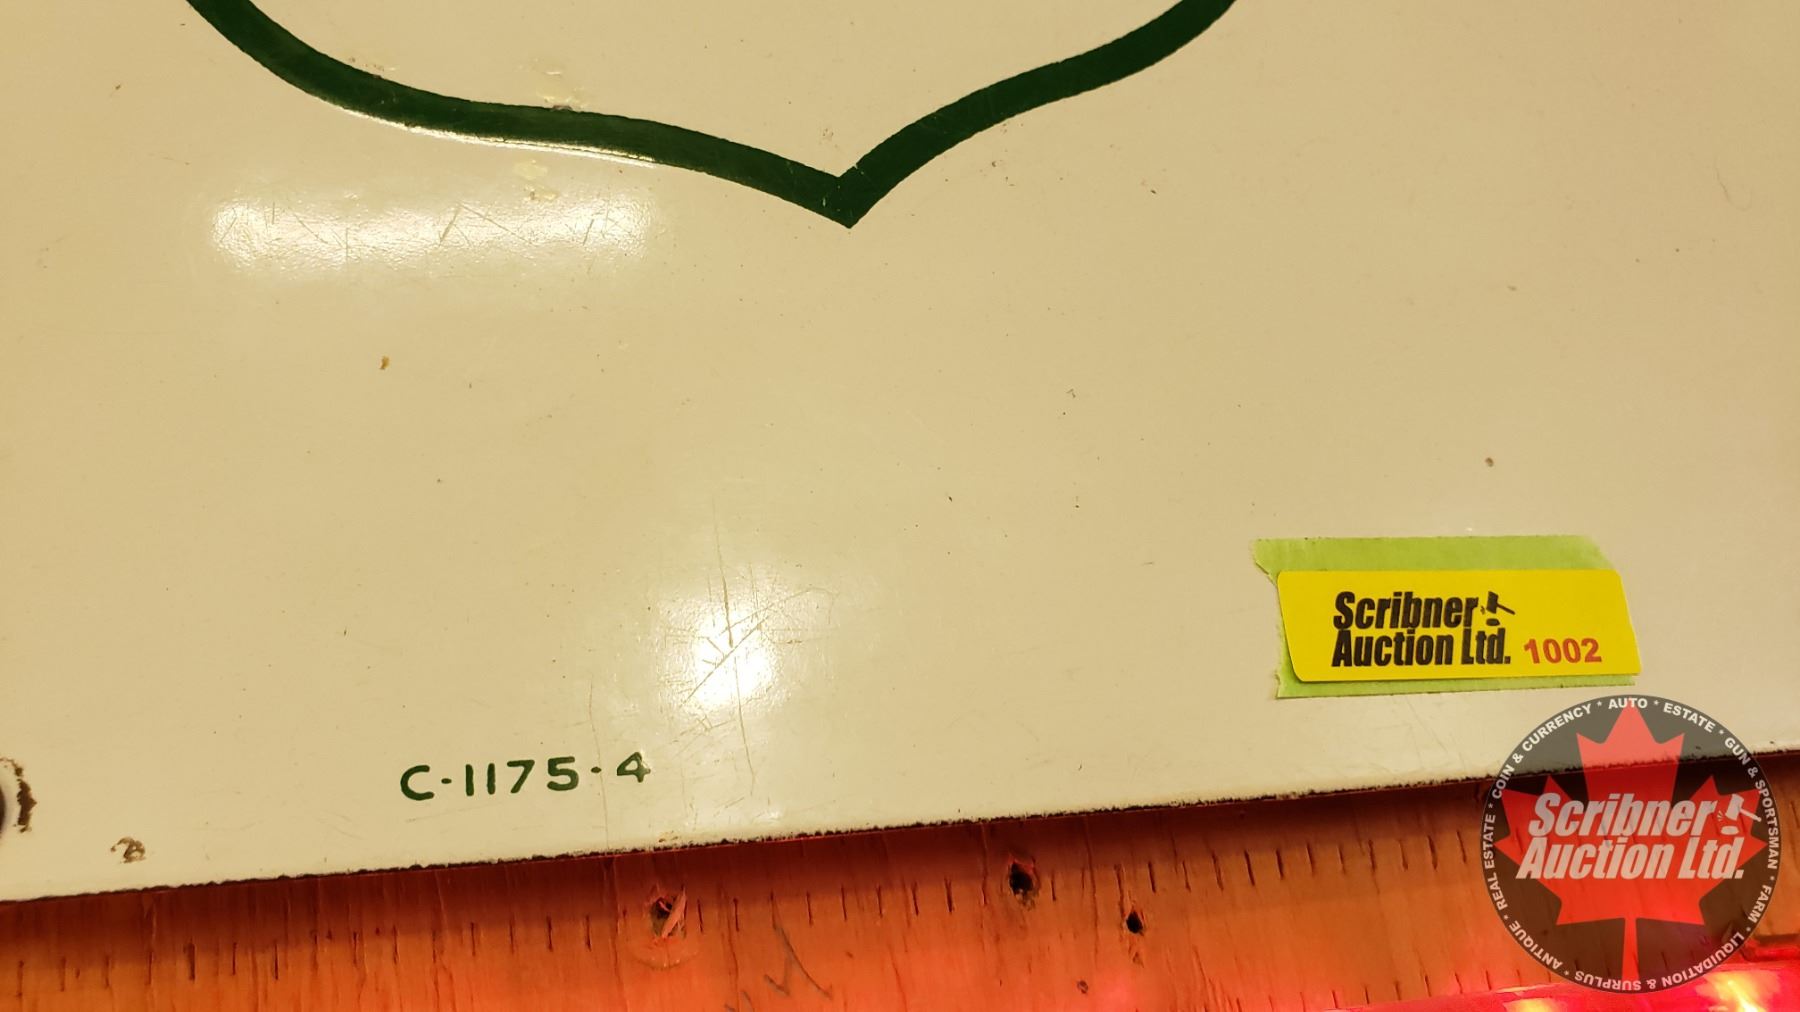 Scribner
Auction Ltd. 1002
C-1175-4
COIN & CURRENCY * AUTO * ESTATE * GUN & SPORTSMAN * FARM * LIQUIDATION & SURPLUS * ANTIQUE * REAL ESTATE *
Scribner
Auction Ltd.